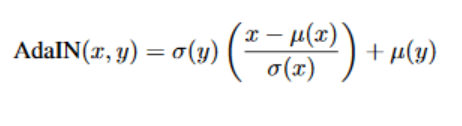 AdaIN(x, y) = σ(y) ( (x − μ(x)) / σ(x) ) + μ(y)